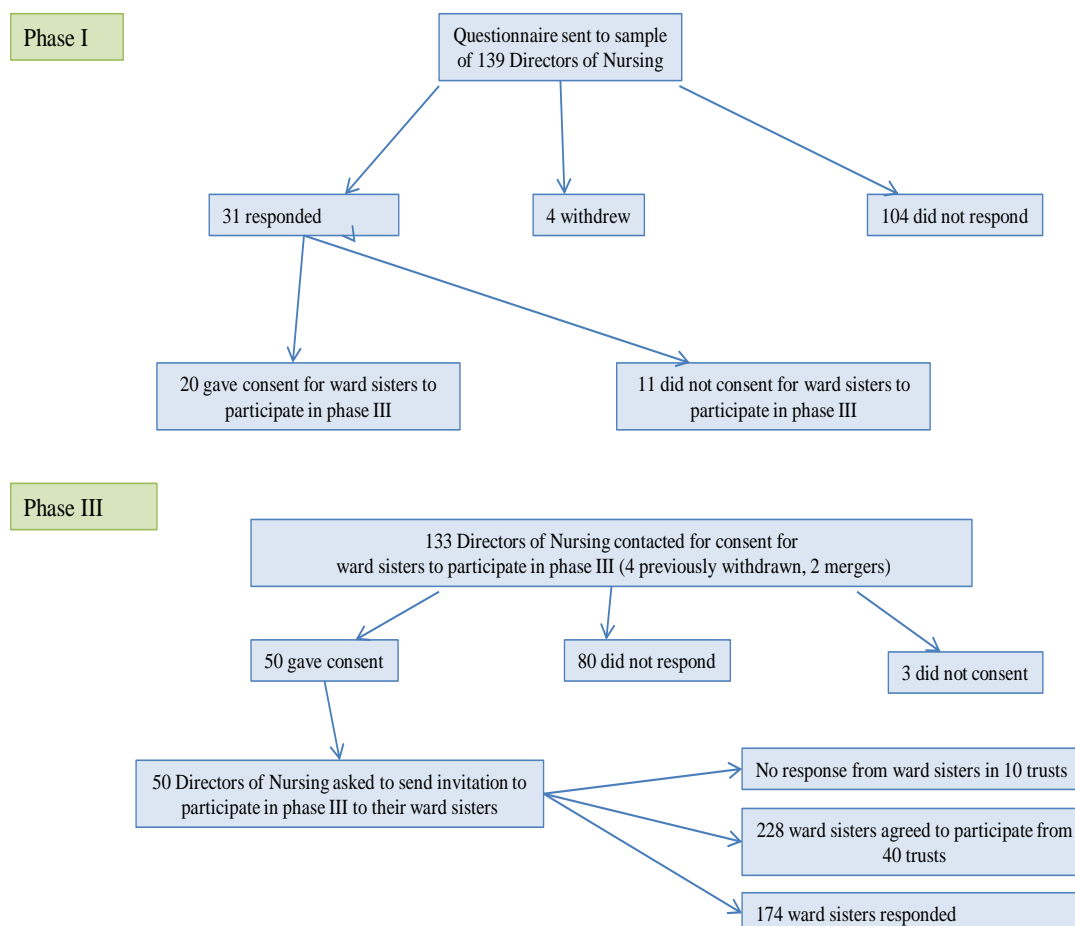 Phase I
Questionnaire sent to sample
of 139 Directors of Nursing
31 responded
4 withdrew
104 did not respond
20 gave consent for ward sisters to
participate in phase III
11 did not consent for ward sisters to
participate in phase III
Phase III
133 Directors of Nursing contacted for consent for
ward sisters to participate in phase III (4 previously withdrawn, 2 mergers)
50 gave consent
80 did not respond
3 did not consent
50 Directors of Nursing asked to send invitation to
participate in phase III to their ward sisters
No response from ward sisters in 10 trusts
228 ward sisters agreed to participate from
40 trusts
174 ward sisters responded